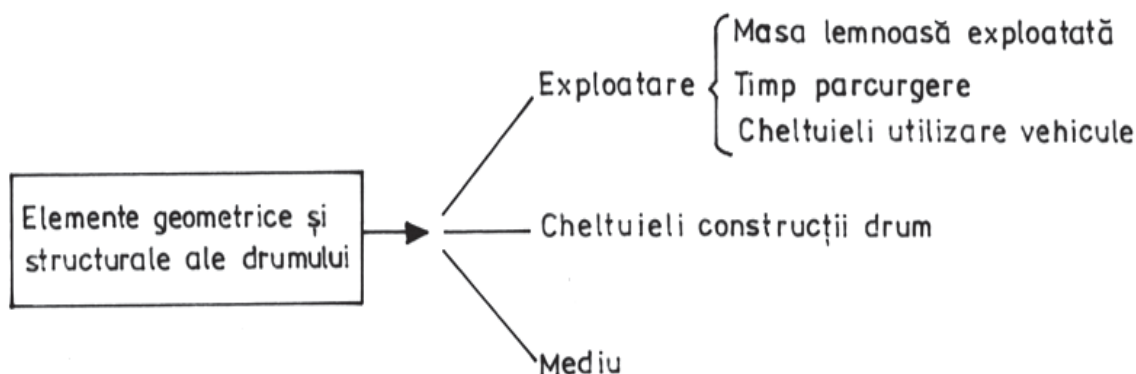 Masa lemnoasă exploatată
Exploatare
Timp parcurgere
Cheltuieli utilizare vehicule
Elemente geometrice și
structurale ale drumului
Cheltuieli construcții drum
Mediu